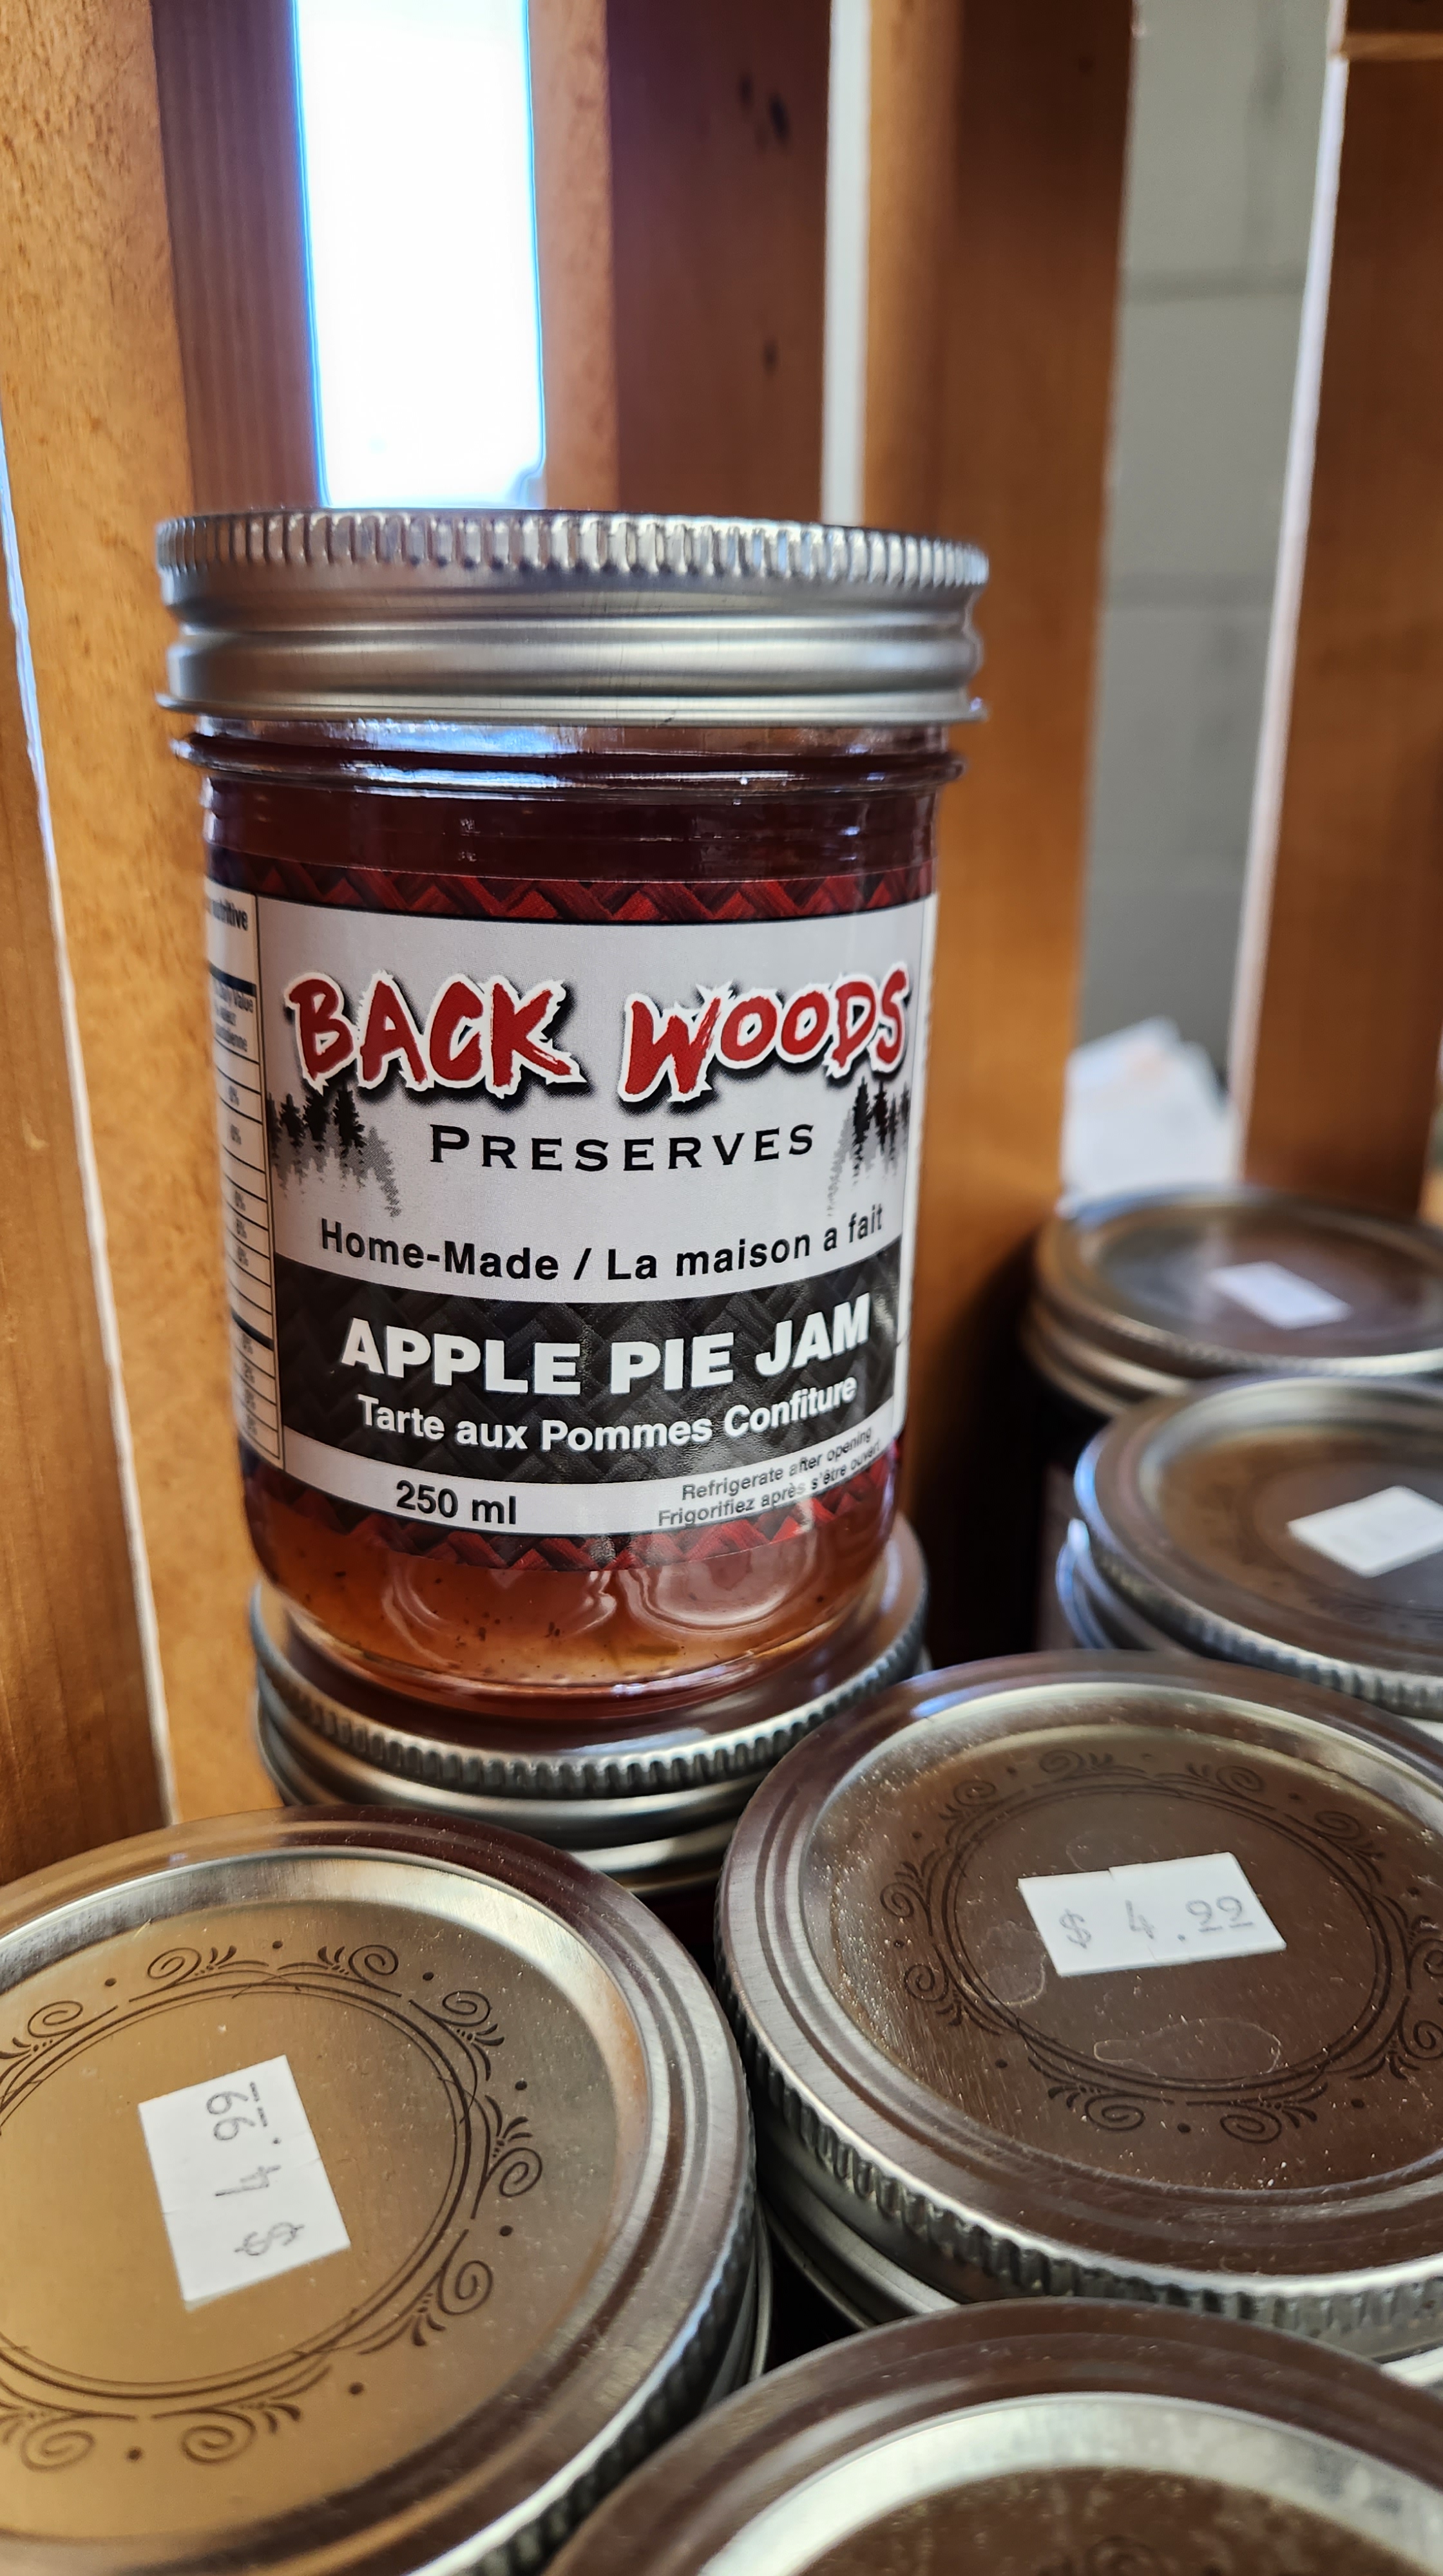 BACK WOODS
PRESERVES
Home-Made / La maison a fait
APPLE PIE JAM
Tarte aux Pommes Confiture
250 ml
Refrigerate after opening
Frigorifiez après s'être ouvert
$ 4.99
$ 4.99